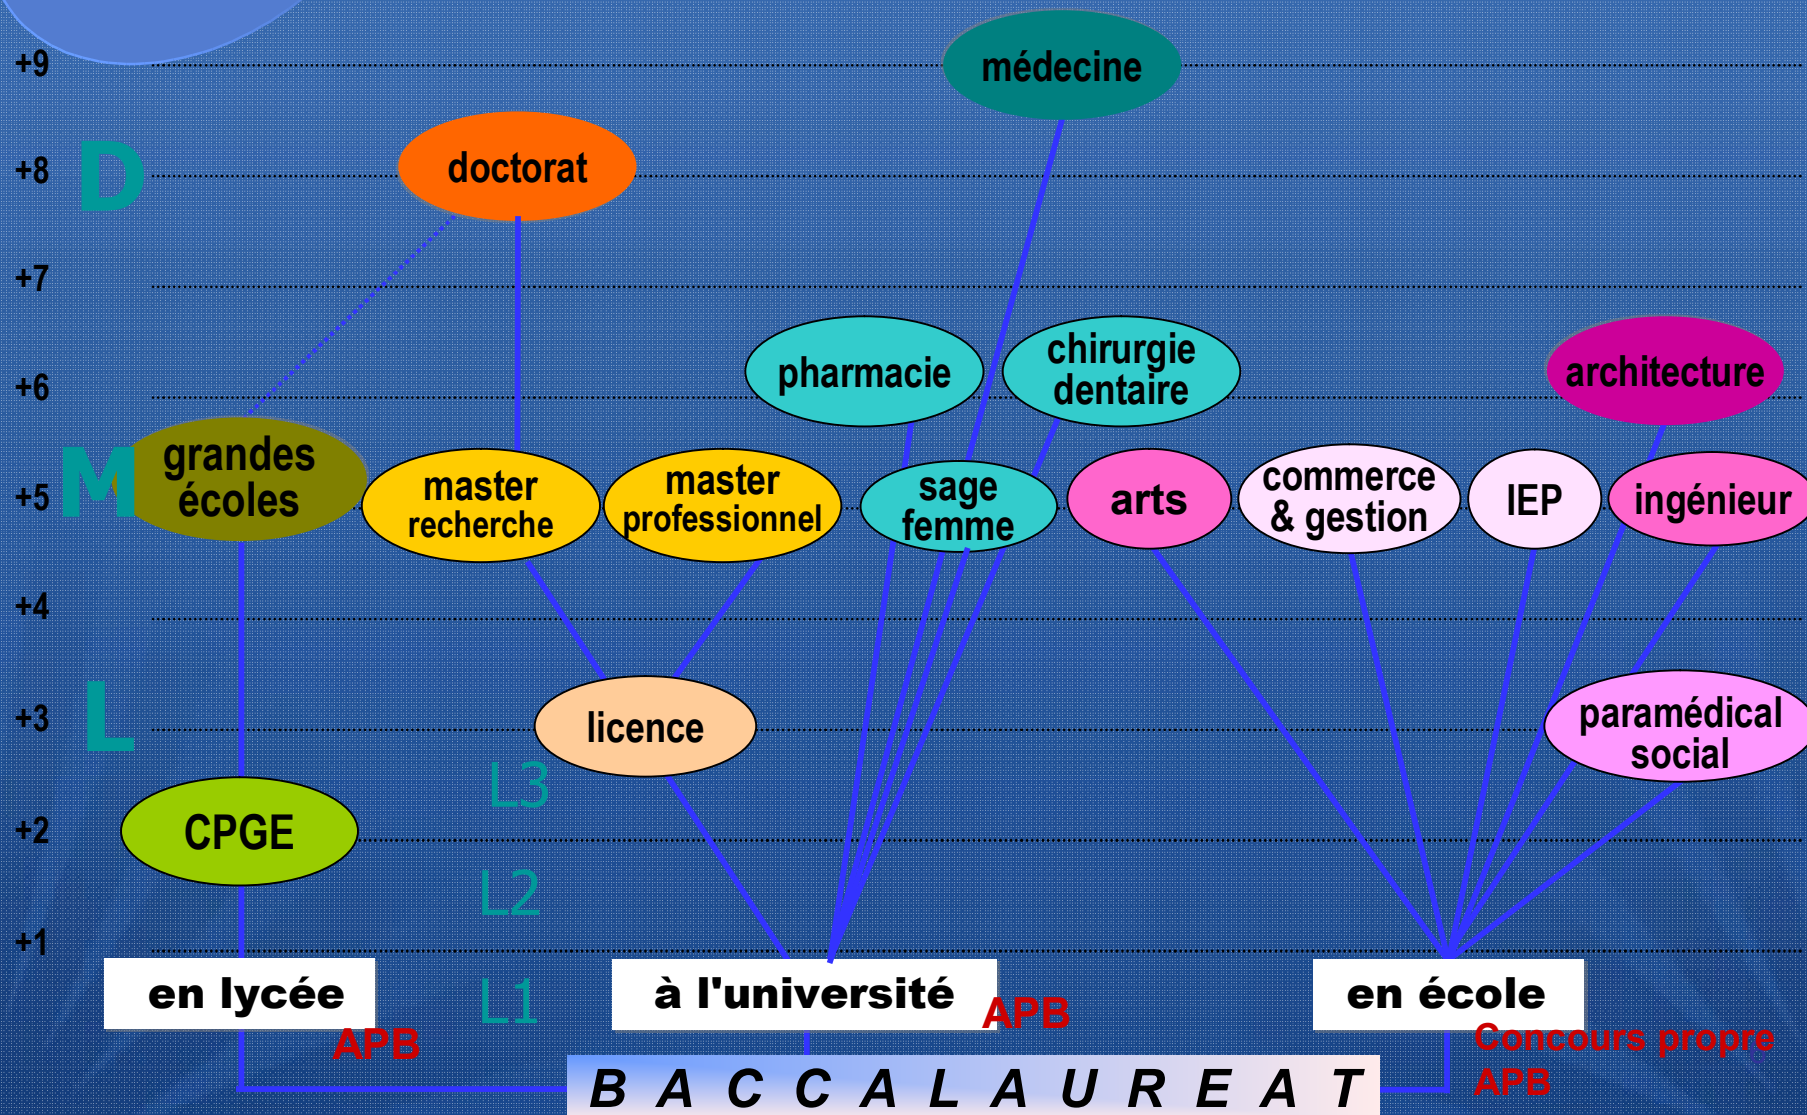 +9
médecine
+8
D
doctorat
+7
+6
pharmacie
chirurgie
dentaire
architecture
+5
M
grandes
écoles
master
recherche
master
professionnel
sage
femme
arts
commerce
& gestion
IEP
ingénieur
+4
+3
L
licence
paramédical
social
L3
+2
CPGE
L2
+1
en lycée
APB
L1
à l'université
APB
en école
Concours propre
APB
BACCALAUREAT